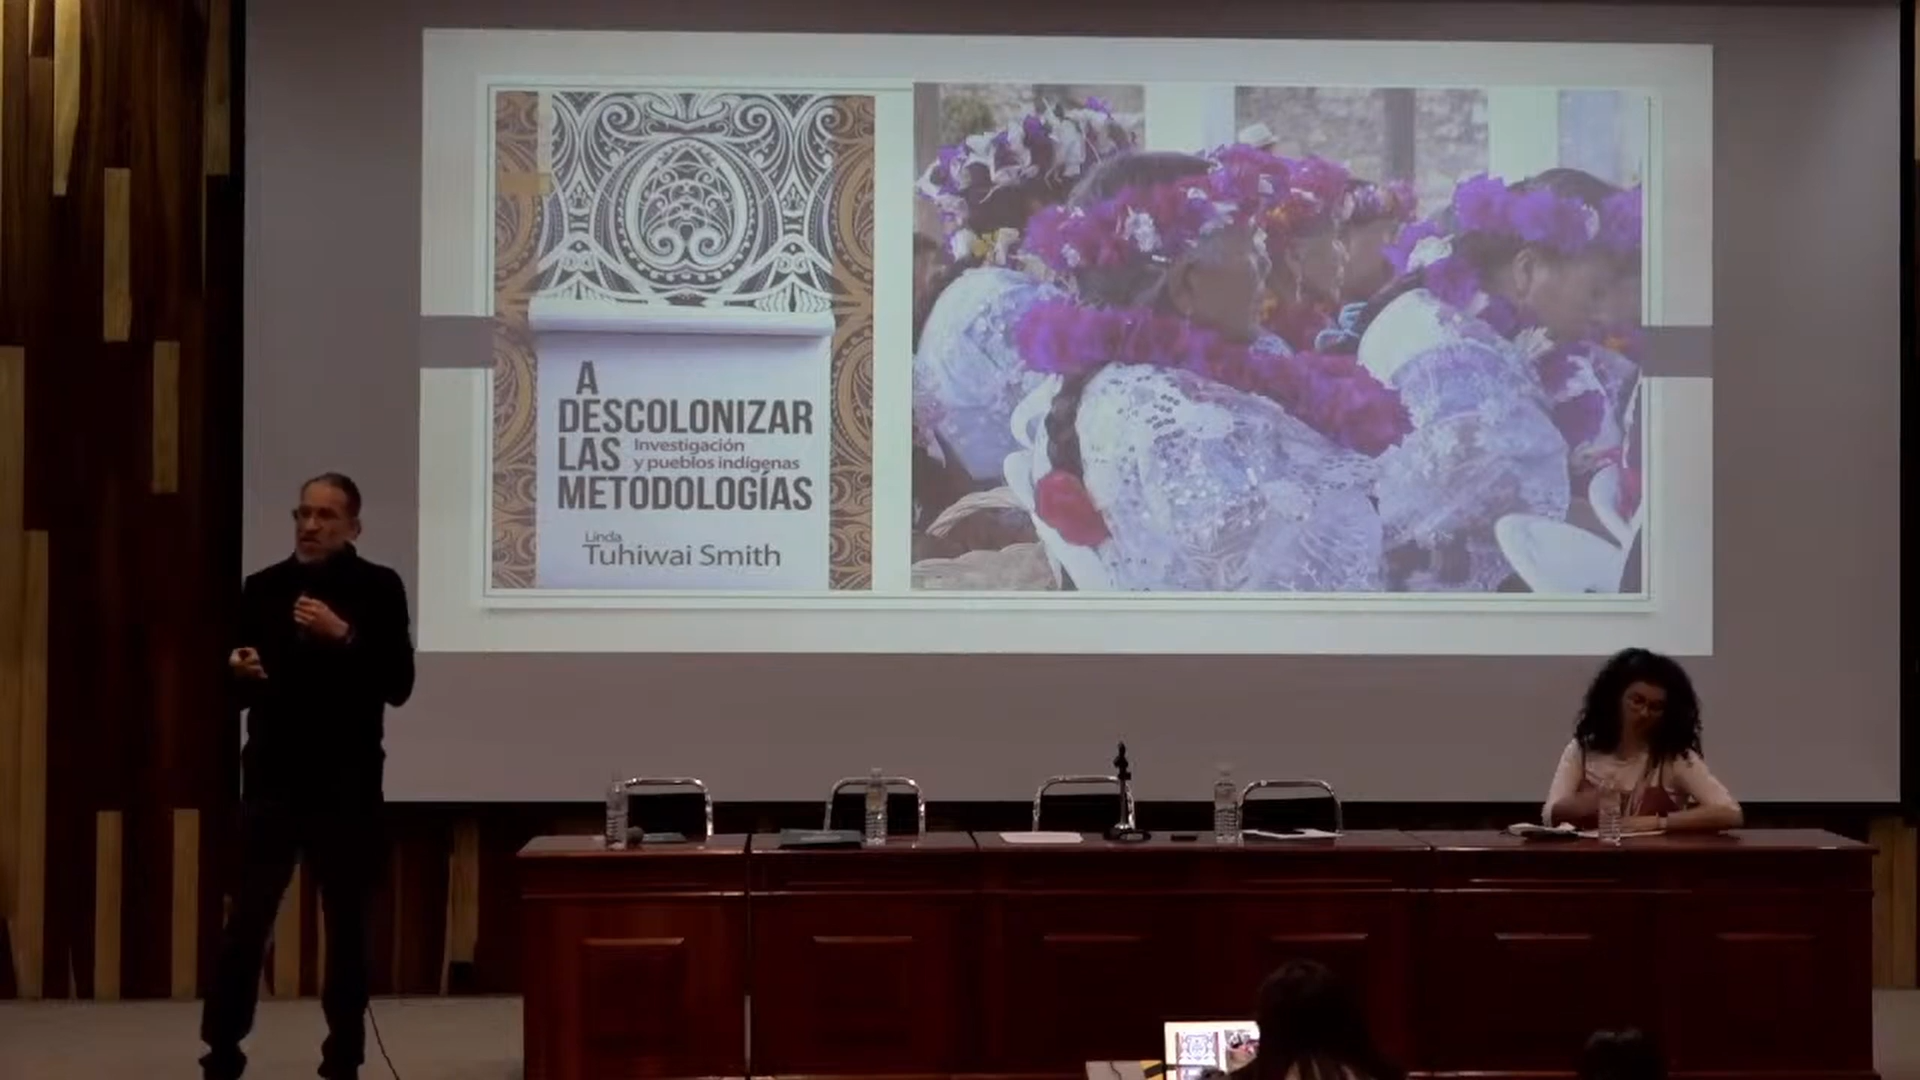 A
DESCOLONIZAR
LAS Investigación
y pueblos indígenas
METODOLOGÍAS
Linda
Tuhiwai Smith